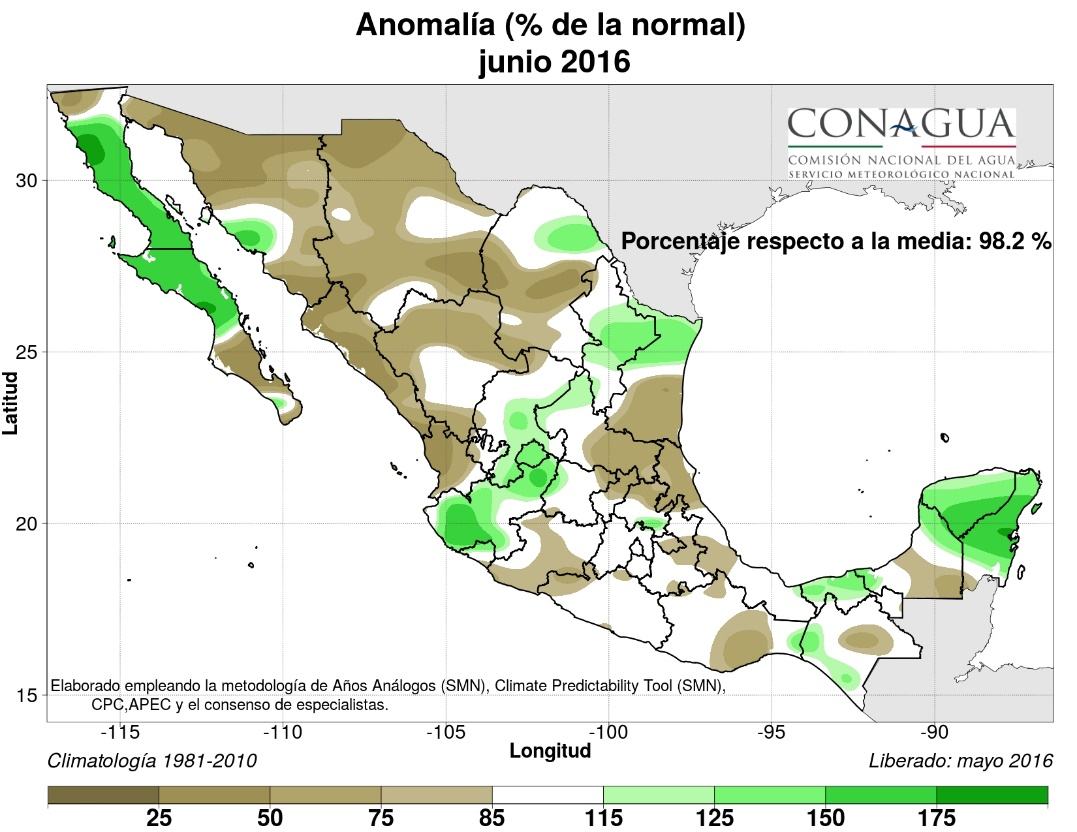 Anomalía (% de la normal)
junio 2016
CONAGUA
COMISIÓN NACIONAL DEL AGUA
SERVICIO METEOROLÓGICO NACIONAL
Porcentaje respecto a la media: 98.2 %
30
25
20
15
Latitud
Elaborado empleando la metodología de Años Análogos (SMN), Climate Predictability Tool (SMN),
CPC,APEC y el consenso de especialistas.
-115 -110 -105 -100 -95 -90
Longitud
Climatología 1981-2010
Liberado: mayo 2016
25 50 75 85 115 125 150 175